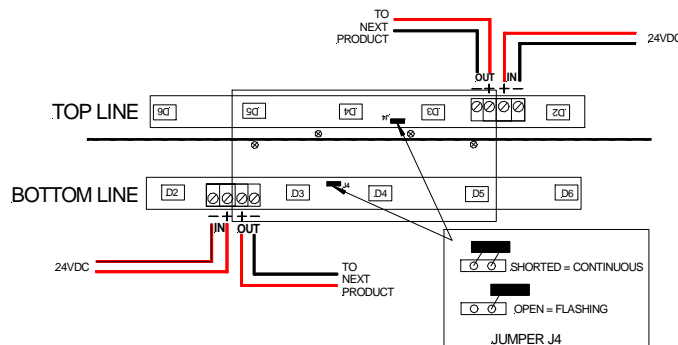 TO
NEXT
PRODUCT
24VDC
OUT IN
− + + −
TOP LINE
D6
D5
D4
J4
D3
D2
BOTTOM LINE
D2
D3
J4
D4
D5
D6
− + + −
IN OUT
24VDC
TO
NEXT
PRODUCT
SHORTED = CONTINUOUS
OPEN = FLASHING
JUMPER J4